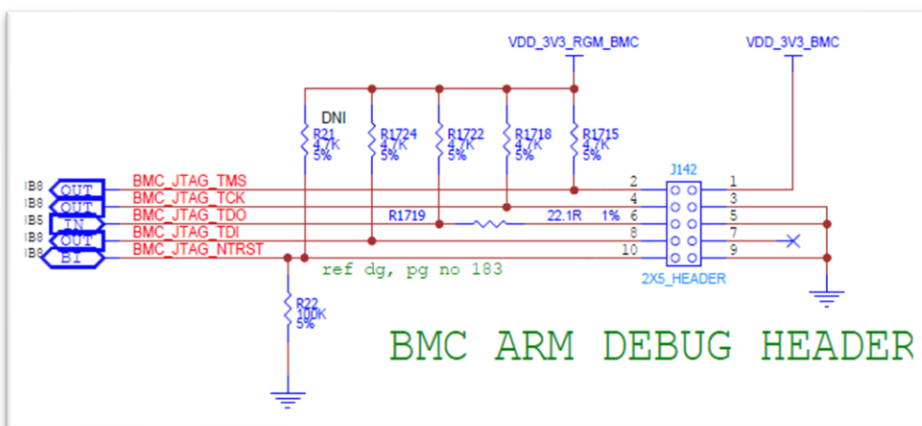 VDD_3V3_RGM_BMC
VDD_3V3_BMC
DNI
R21
4.7K
5%
R1724
4.7K
5%
R1722
4.7K
5%
R1718
4.7K
5%
R1715
4.7K
5%
J142
BMC_JTAG_TMS
OUT
2
1
BMC_JTAG_TCK
OUT
4
3
BMC_JTAG_TDO
IN
R1719
22.1R
1%
6
5
BMC_JTAG_TDI
OUT
8
7
BMC_JTAG_NTRST
BI
10
9
ref dg, pg no 183
2X5_HEADER
R22
100K
5%
BMC ARM DEBUG HEADER